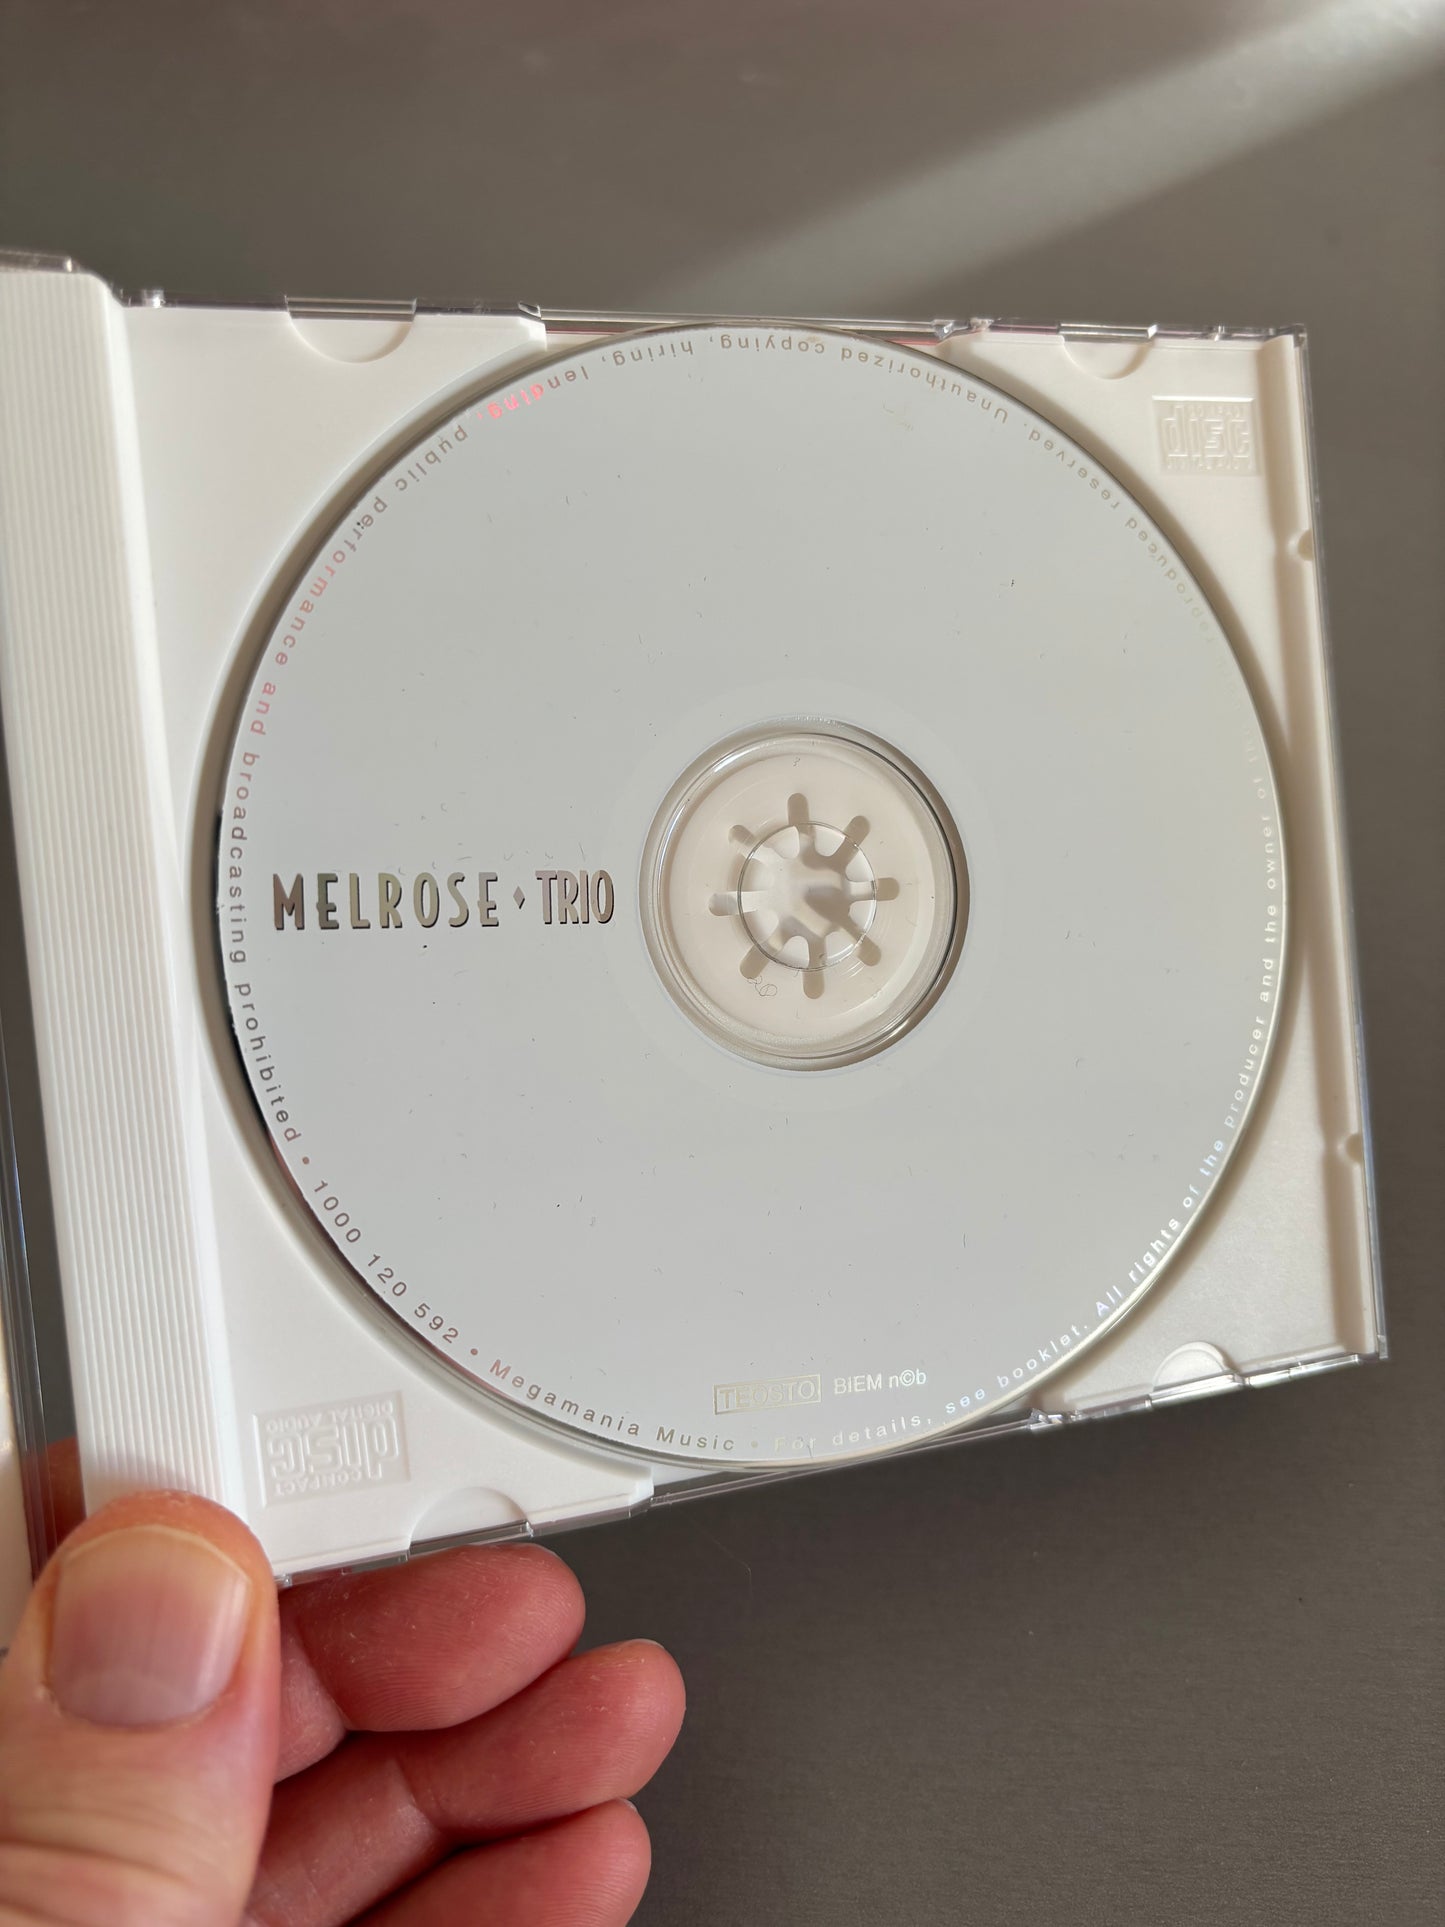 MELROSE ♦ TRIO
TEOSTO BIEM n©b
1000 120 592 • Megamania Music • For details, see booklet. All rights of the producer and the owner of the work reproduced reserved. Unauthorized copying, hiring, lending, public performance and broadcasting prohibited •
COMPACT
disc
DIGITAL AUDIO
disc